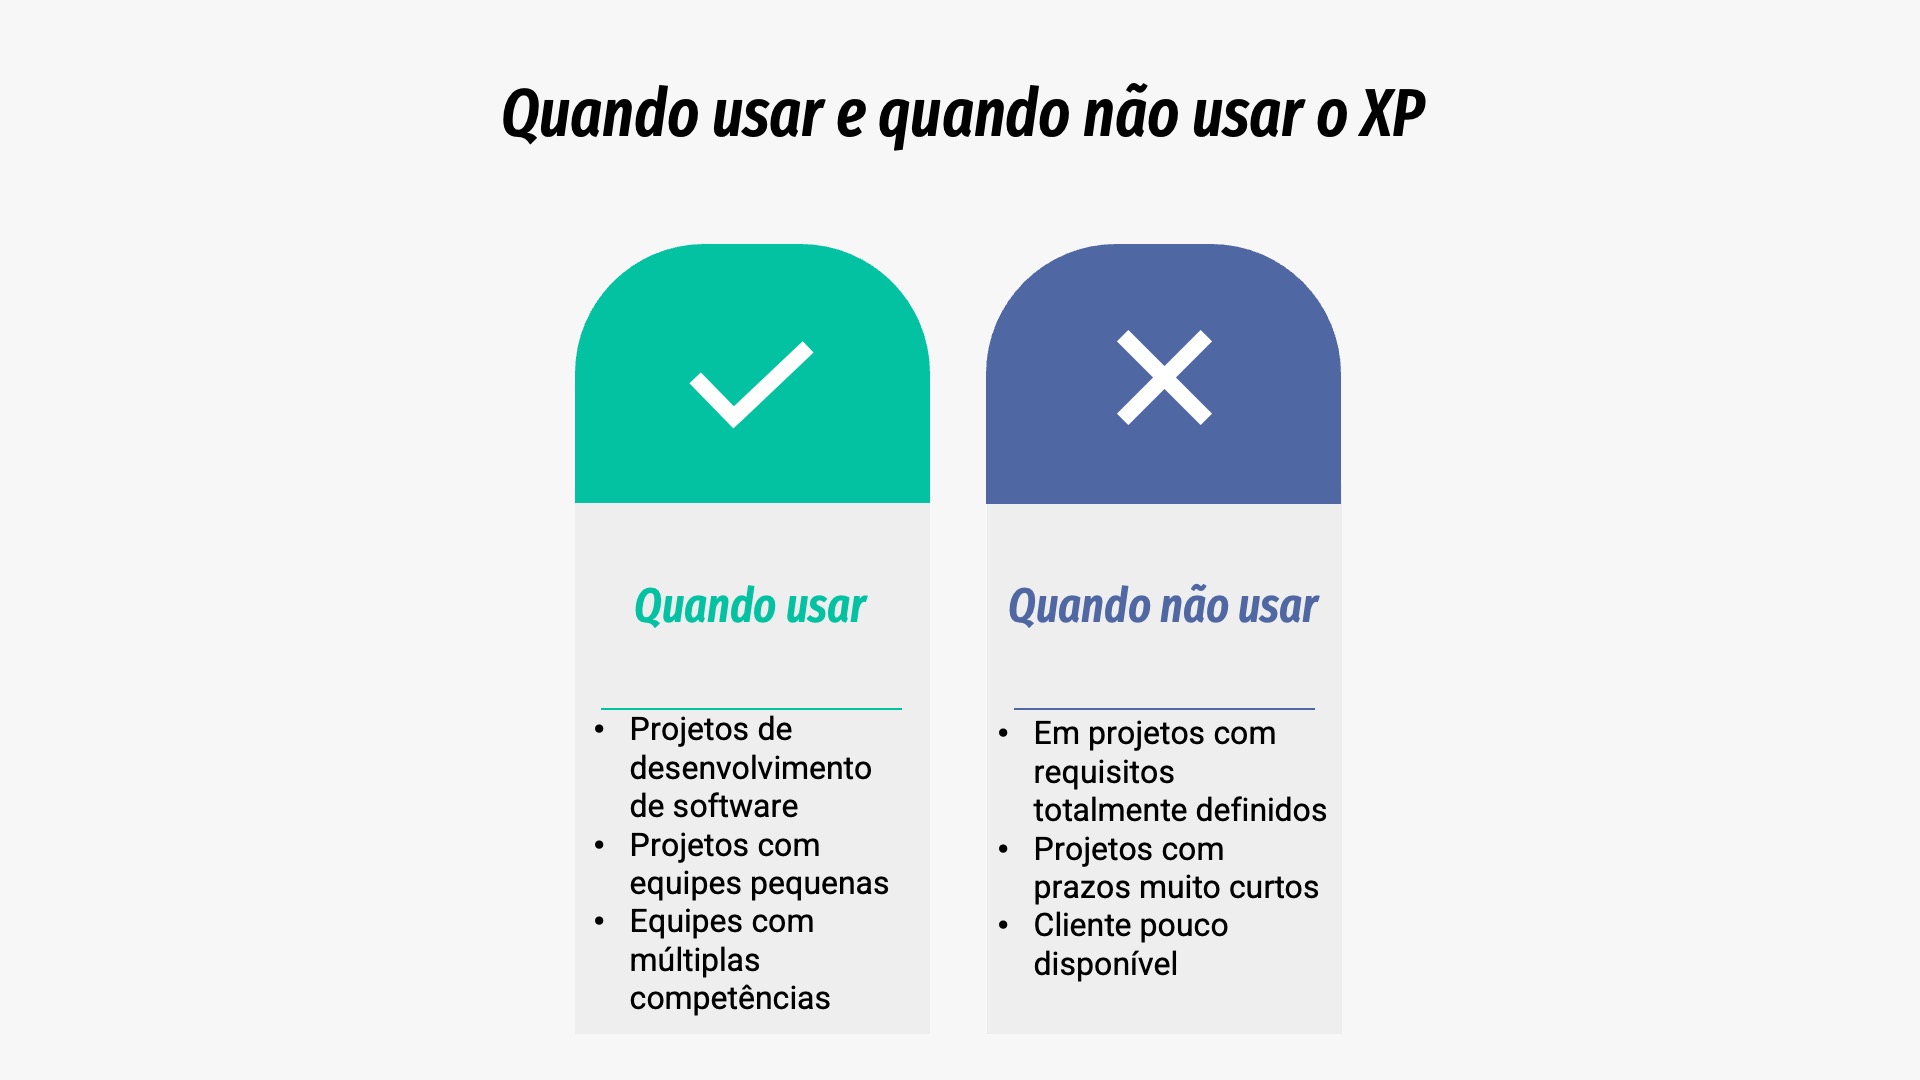 Quando usar e quando não usar o XP
Quando usar
• Projetos de
desenvolvimento
de software
• Projetos com
equipes pequenas
• Equipes com
múltiplas
competências
Quando não usar
• Em projetos com
requisitos
totalmente definidos
• Projetos com
prazos muito curtos
• Cliente pouco
disponível